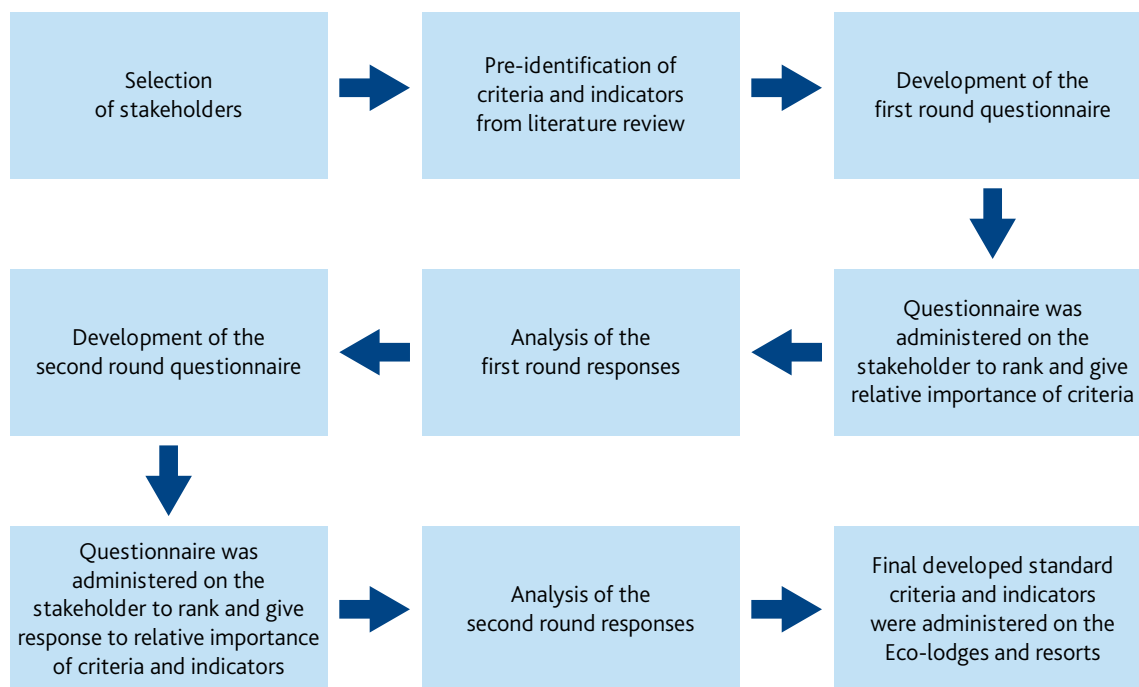 Selection
of stakeholders
Pre-identification of
criteria and indicators
from literature review
Development of the
first round questionnaire
Questionnaire was
administered on the
stakeholder to rank and give
relative importance of criteria
Analysis of the
first round responses
Development of the
second round questionnaire
Questionnaire was
administered on the
stakeholder to rank and give
response to relative importance
of criteria and indicators
Analysis of the
second round responses
Final developed standard
criteria and indicators
were administered on the
Eco-lodges and resorts